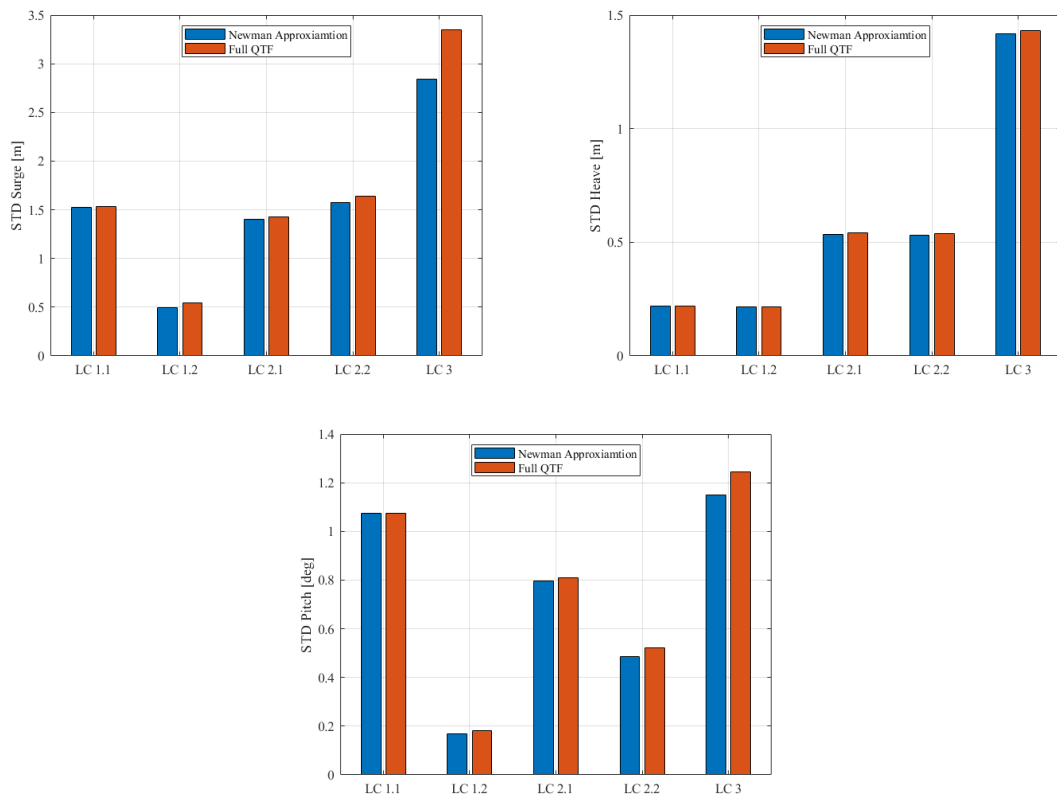 3.5
3
2.5
2
1.5
1
0.5
0
STD Surge [m]
Newman Approxiamtion
Full QTF
LC 1.1 LC 1.2 LC 2.1 LC 2.2 LC 3
1.5
1
0.5
0
STD Heave [m]
Newman Approxiamtion
Full QTF
LC 1.1 LC 1.2 LC 2.1 LC 2.2 LC 3
1.4
1.2
1
0.8
0.6
0.4
0.2
0
STD Pitch [deg]
Newman Approxiamtion
Full QTF
LC 1.1 LC 1.2 LC 2.1 LC 2.2 LC 3